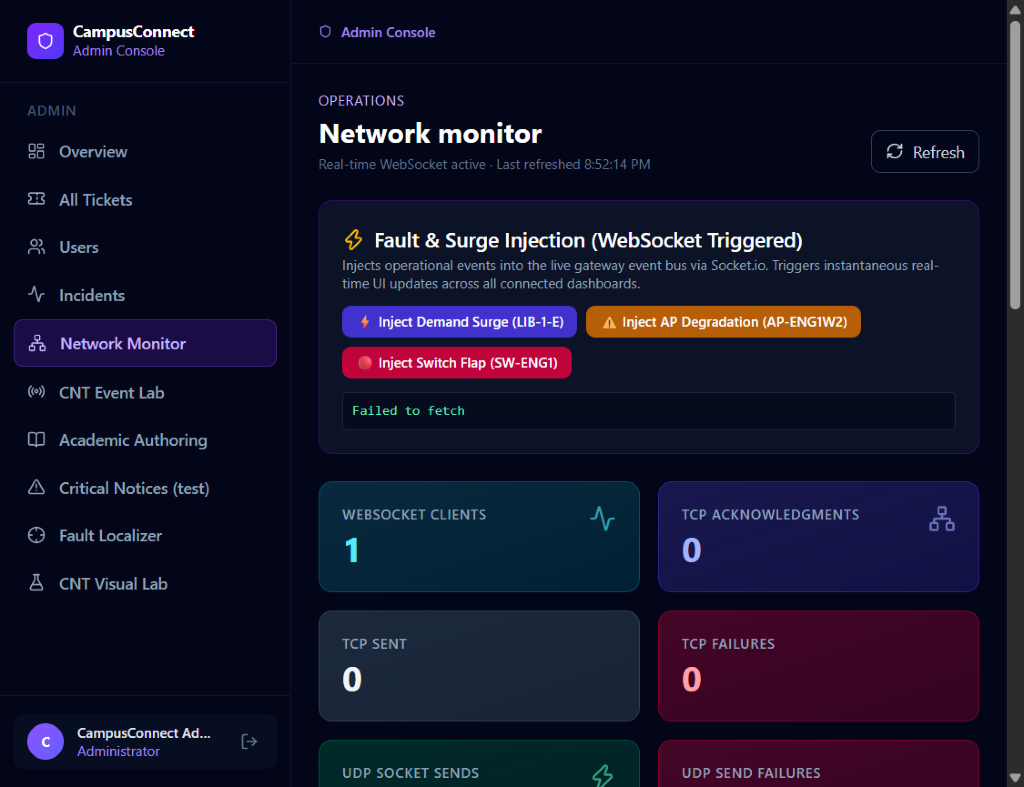 CampusConnect
Admin Console
ADMIN
Overview
All Tickets
Users
Incidents
Network Monitor
CNT Event Lab
Academic Authoring
Critical Notices (test)
Fault Localizer
CNT Visual Lab
C
CampusConnect Ad...
Administrator
Admin Console
OPERATIONS
Network monitor
Real-time WebSocket active · Last refreshed 8:52:14 PM
Refresh
Fault & Surge Injection (WebSocket Triggered)
Injects operational events into the live gateway event bus via Socket.io. Triggers instantaneous real-
time UI updates across all connected dashboards.
Inject Demand Surge (LIB-1-E)
Inject AP Degradation (AP-ENG1W2)
Inject Switch Flap (SW-ENG1)
Failed to fetch
WEBSOCKET CLIENTS
1
TCP ACKNOWLEDGMENTS
0
TCP SENT
0
TCP FAILURES
0
UDP SOCKET SENDS
UDP SEND FAILURES